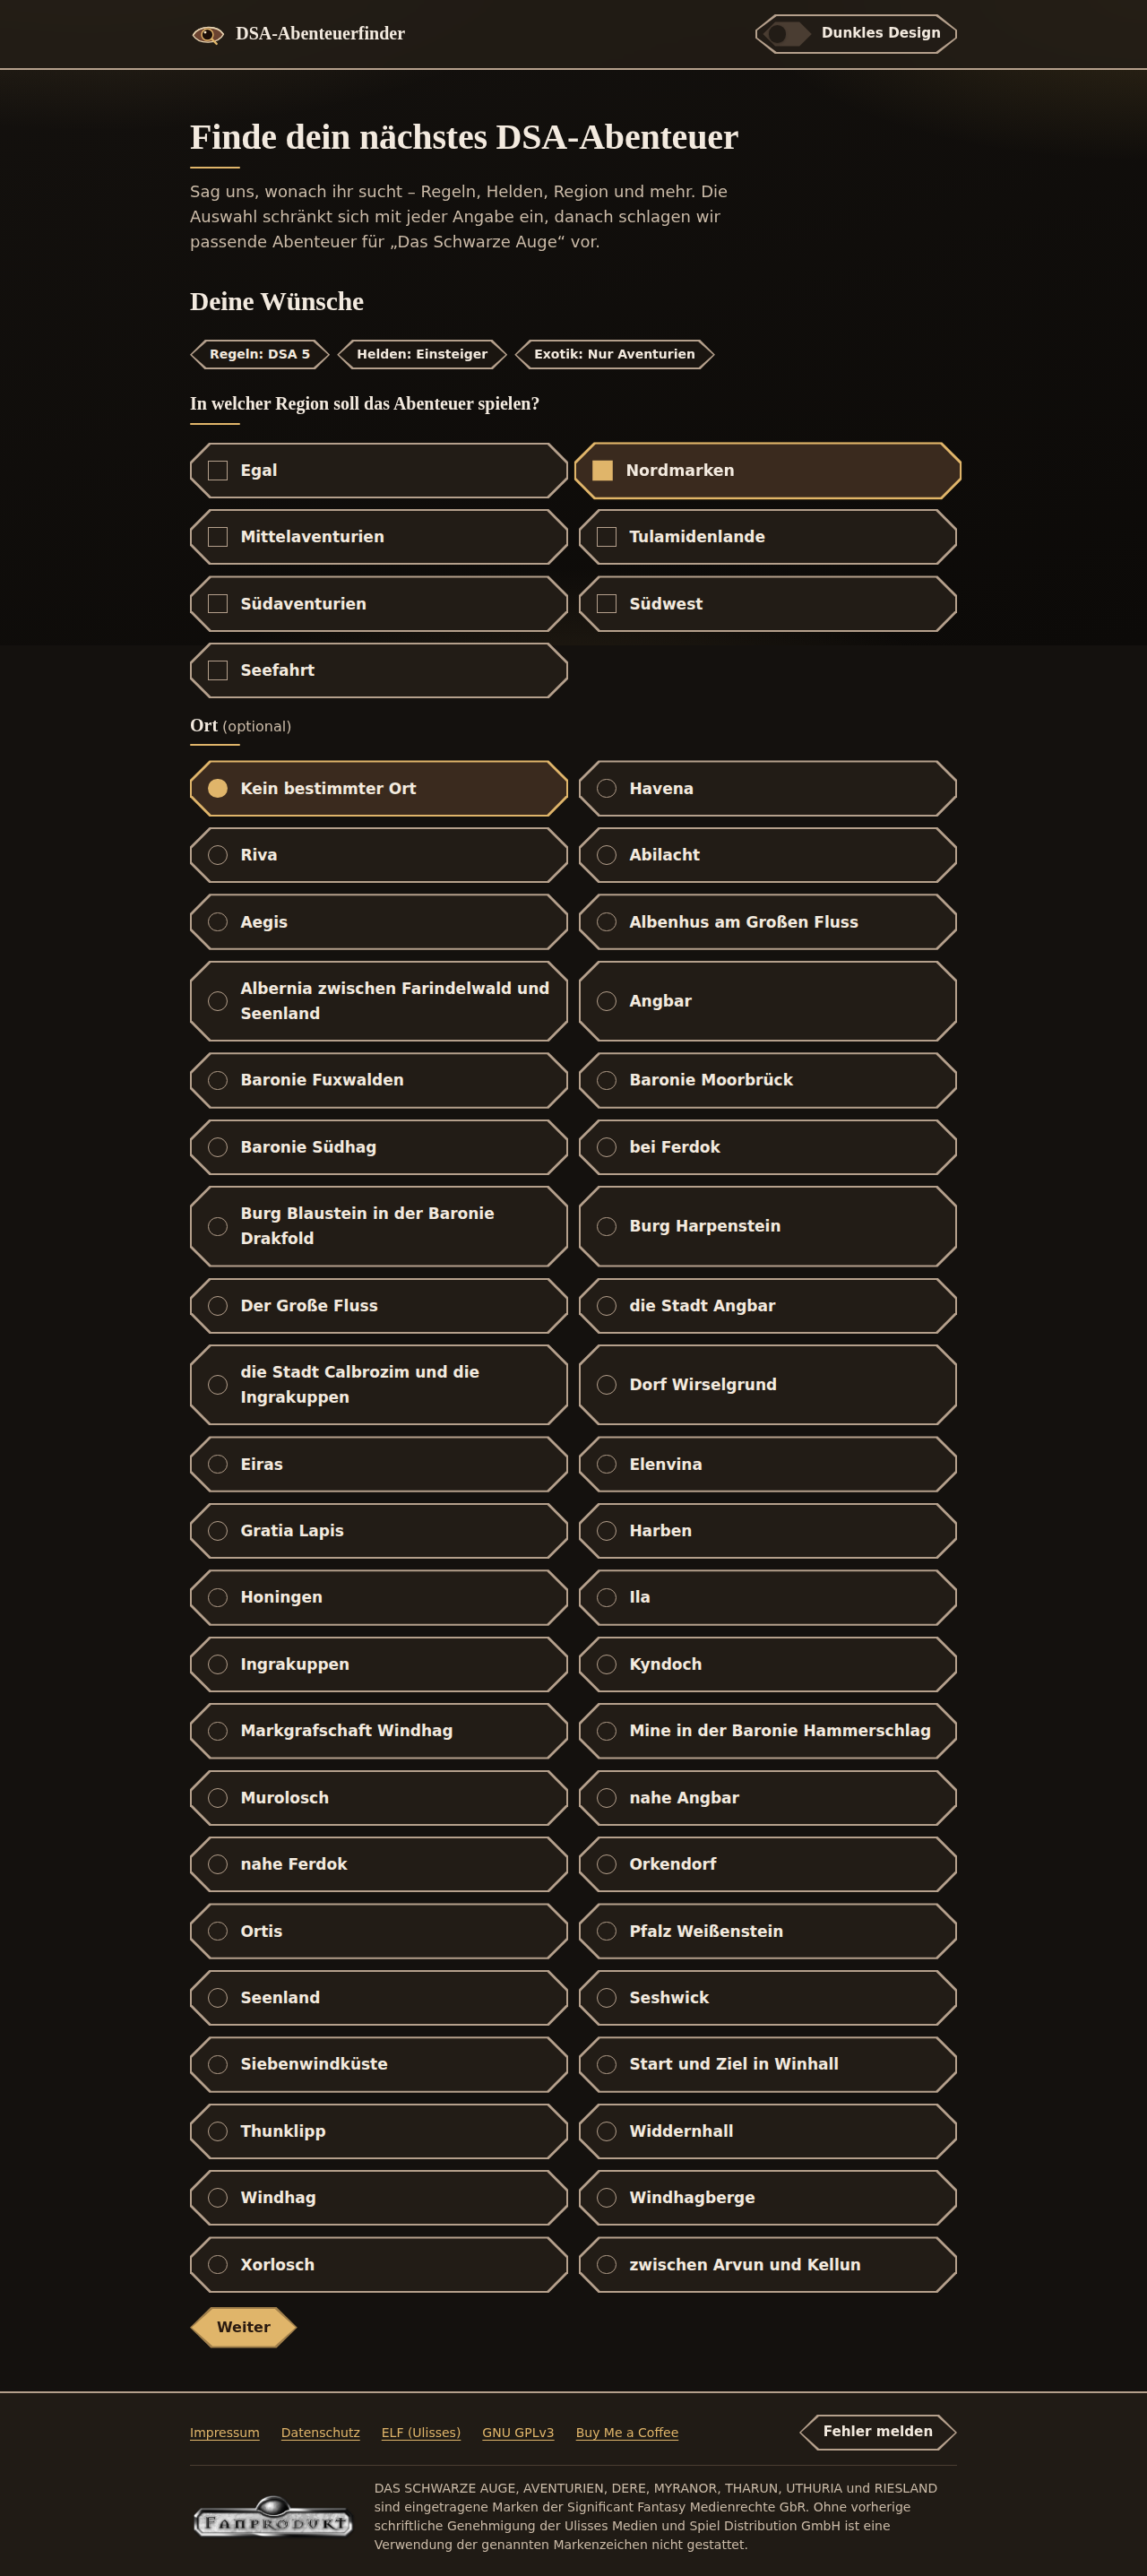 DSA-Abenteuerfinder
Dunkles Design
Finde dein nächstes DSA-Abenteuer
Sag uns, wonach ihr sucht – Regeln, Helden, Region und mehr. Die
Auswahl schränkt sich mit jeder Angabe ein, danach schlagen wir
passende Abenteuer für „Das Schwarze Auge“ vor.
Deine Wünsche
Regeln: DSA 5
Helden: Einsteiger
Exotik: Nur Aventurien
In welcher Region soll das Abenteuer spielen?
Egal
Nordmarken
Mittelaventurien
Tulamidenlande
Südaventurien
Südwest
Seefahrt
Ort (optional)
Kein bestimmter Ort
Havena
Riva
Abilacht
Aegis
Albenhus am Großen Fluss
Albernia zwischen Farindelwald und
Seenland
Angbar
Baronie Fuxwalden
Baronie Moorbrück
Baronie Südhag
bei Ferdok
Burg Blaustein in der Baronie
Drakfold
Burg Harpenstein
Der Große Fluss
die Stadt Angbar
die Stadt Calbrozim und die
Ingrakuppen
Dorf Wirselgrund
Eiras
Elenvina
Gratia Lapis
Harben
Honingen
Ila
Ingrakuppen
Kyndoch
Markgrafschaft Windhag
Mine in der Baronie Hammerschlag
Murolosch
nahe Angbar
nahe Ferdok
Orkendorf
Ortis
Pfalz Weißenstein
Seenland
Seshwick
Siebenwindküste
Start und Ziel in Winhall
Thunklipp
Widdernhall
Windhag
Windhagberge
Xorlosch
zwischen Arvun und Kellun
Weiter
Impressum
Datenschutz
ELF (Ulisses)
GNU GPLv3
Buy Me a Coffee
Fehler melden
FANPRODUKT
DAS SCHWARZE AUGE, AVENTURIEN, DERE, MYRANOR, THARUN, UTHURIA und RIESLAND
sind eingetragene Marken der Significant Fantasy Medienrechte GbR. Ohne vorherige
schriftliche Genehmigung der Ulisses Medien und Spiel Distribution GmbH ist eine
Verwendung der genannten Markenzeichen nicht gestattet.